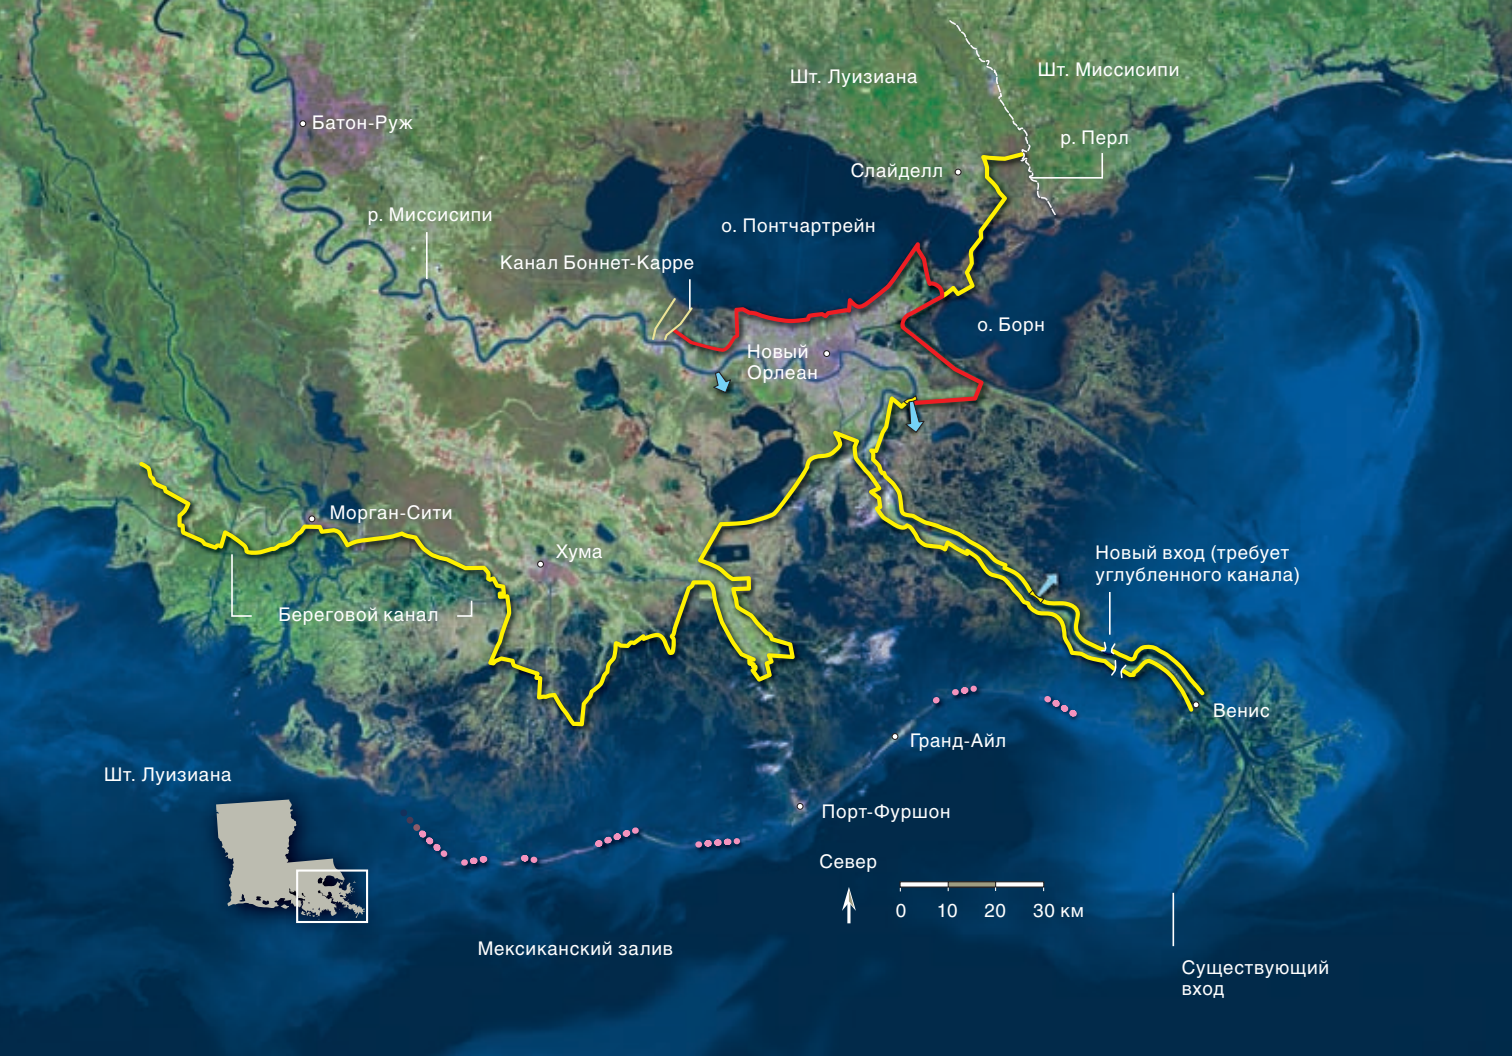 Шт. Луизиана
Шт. Миссисипи
Батон-Руж
р. Перл
Слайделл
р. Миссисипи
о. Понтчартрейн
Канал Боннет-Карре
о. Борн
Новый
Орлеан
Морган-Сити
Хума
Новый вход (требует
углубленного канала)
Береговой канал
Венис
Гранд-Айл
Шт. Луизиана
Порт-Фуршон
Север
0 10 20 30 км
Мексиканский залив
Существующий
вход